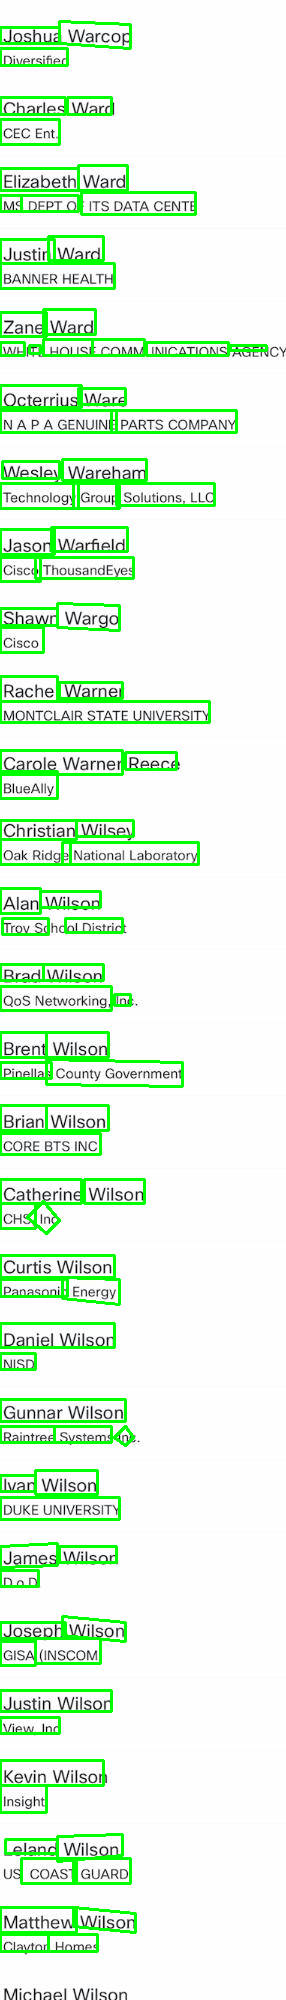 Joshua Warcop
Diversified
Charles Ward
CEC Ent.
Elizabeth Ward
MS DEPT OF ITS DATA CENTE
Justin Ward
BANNER HEALTH
Zane Ward
WHITE HOUSE COMMUNICATIONS AGENCY
Octerrius Ware
N A P A GENUINE PARTS COMPANY
Wesley Wareham
Technology Group Solutions, LLC
Jason Warfield
Cisco ThousandEyes
Shawn Wargo
Cisco
Rache Warner
MONTCLAIR STATE UNIVERSITY
Carole Warner Reece
BlueAlly
Christian Wilsey
Oak Ridge National Laboratory
Alan Wilson
Troy School District
Brad Wilson
QoS Networking, Inc.
Brent Wilson
Pinellas County Government
Brian Wilson
CORE BTS INC
Catherine Wilson
CHS Inc
Curtis Wilson
Panasonic Energy
Daniel Wilson
NISD
Gunnar Wilson
Raintree Systems Inc.
Ivan Wilson
DUKE UNIVERSITY
James Wilson
D o D
Joseph Wilson
GISA (INSCOM
Justin Wilson
View, Inc
Kevin Wilson
Insight
Leland Wilson
US COAST GUARD
Matthew Wilson
Clayton Homes
Michael Wilson